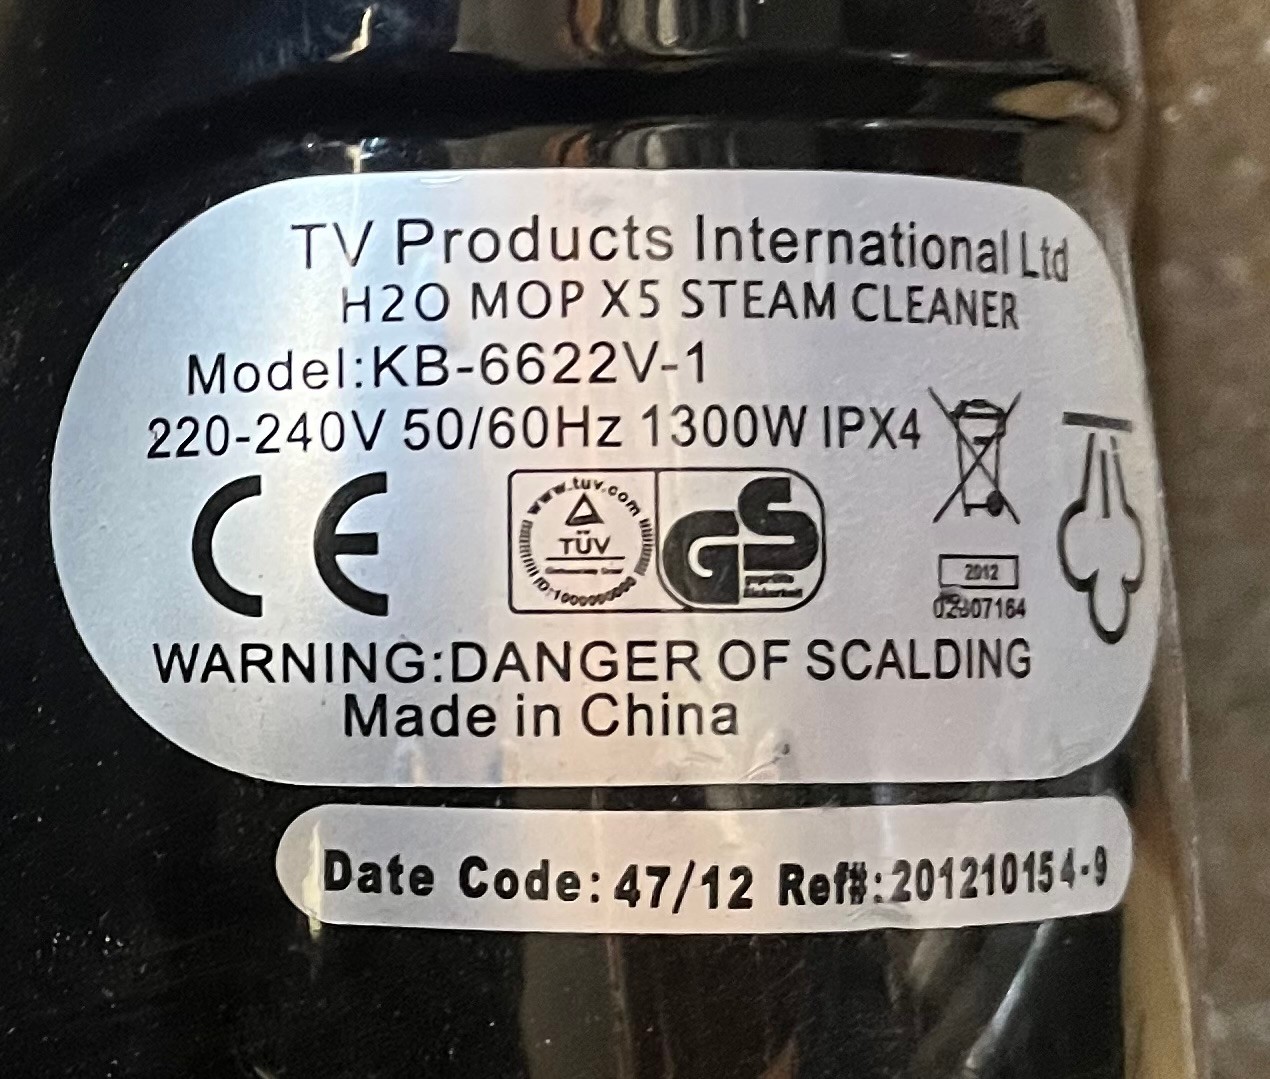 TV Products International Ltd
H2O MOP X5 STEAM CLEANER
Model:KB-6622V-1
220-240V 50/60Hz 1300W IPX4
CE
www.tuv.com
TÜV
GS
geprüfte
Sicherheit
2012
WARNING:DANGER OF SCALDING
Made in China
Date Code: 47/12 Ref#:201210154-9